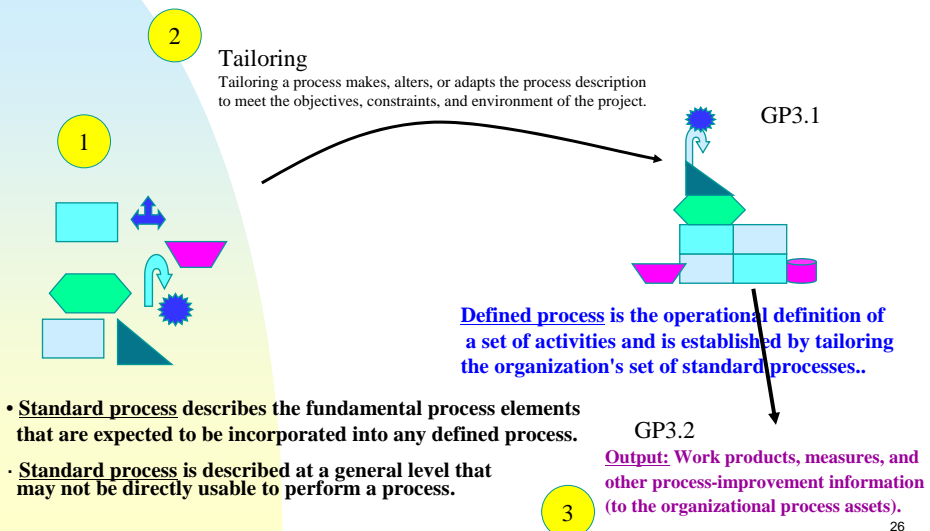 2
Tailoring
Tailoring a process makes, alters, or adapts the process description
to meet the objectives, constraints, and environment of the project.
1
GP3.1
Defined process is the operational definition of
a set of activities and is established by tailoring
the organization's set of standard processes..
• Standard process describes the fundamental process elements
that are expected to be incorporated into any defined process.
· Standard process is described at a general level that
may not be directly usable to perform a process.
GP3.2
Output: Work products, measures, and
other process-improvement information
(to the organizational process assets).
3
26